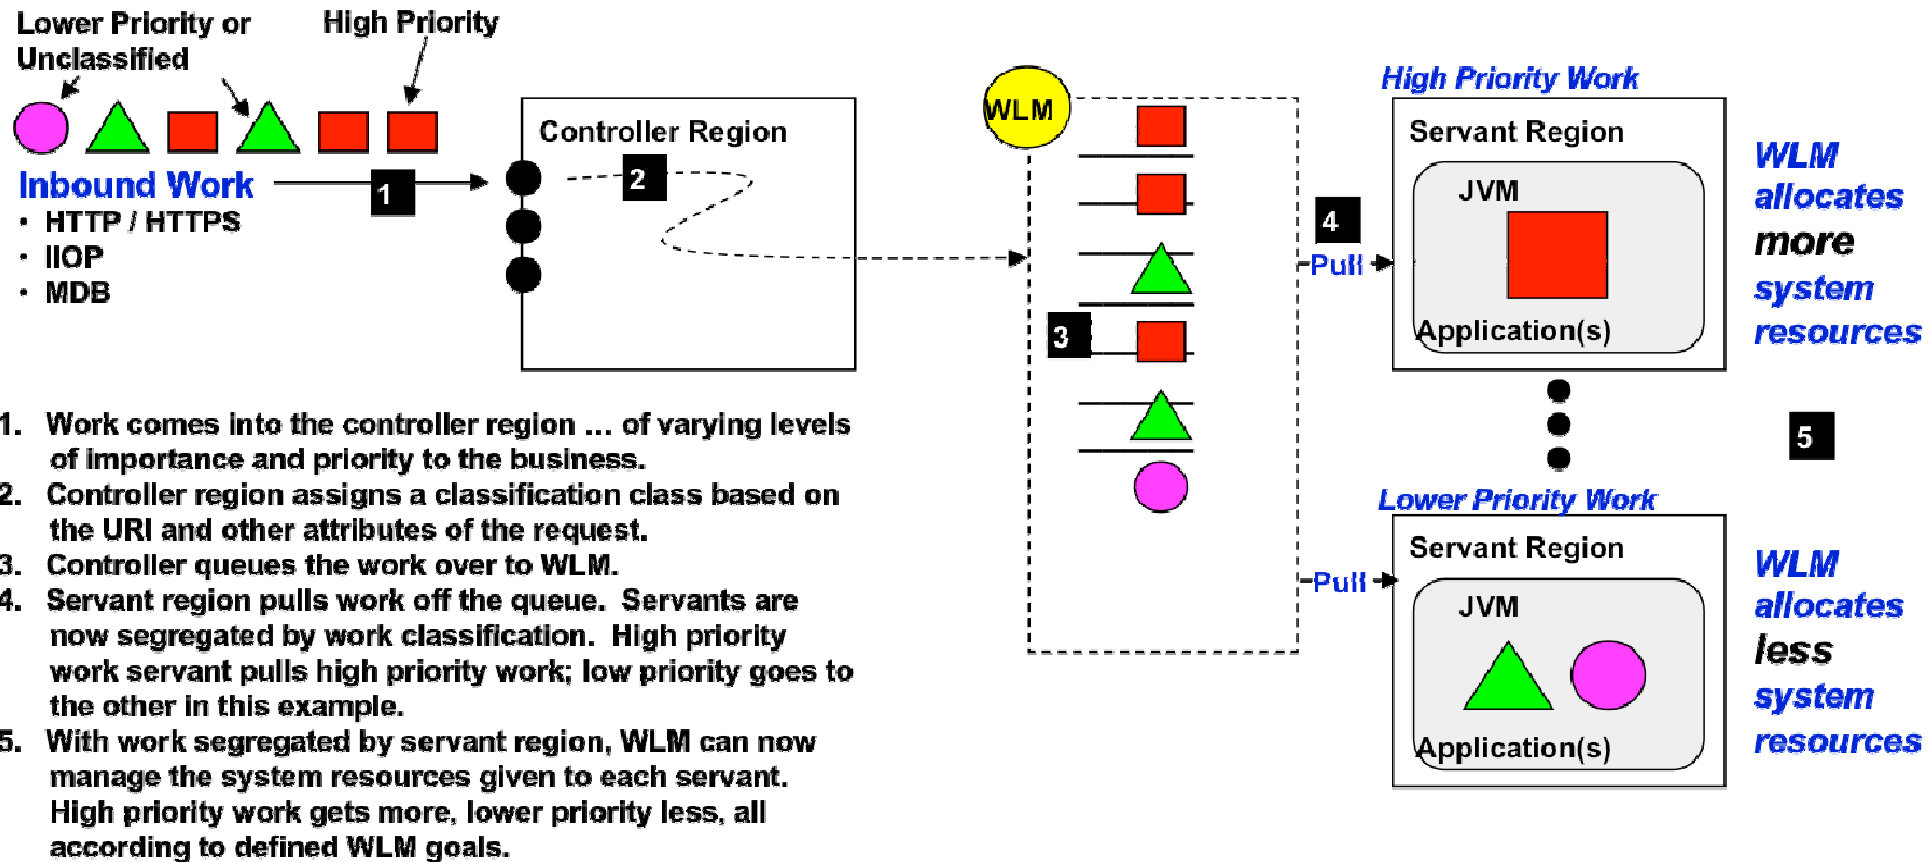 Lower Priority or
Unclassified
High Priority
Inbound Work
• HTTP / HTTPS
• IIOP
• MDB
1
Controller Region
2
WLM
3
4
Pull
High Priority Work
Servant Region
JVM
Application(s)
WLM
allocates
more
system
resources
5
Pull
Lower Priority Work
Servant Region
JVM
Application(s)
WLM
allocates
less
system
resources
1. Work comes into the controller region ... of varying levels
of importance and priority to the business.
2. Controller region assigns a classification class based on
the URI and other attributes of the request.
3. Controller queues the work over to WLM.
4. Servant region pulls work off the queue. Servants are
now segregated by work classification. High priority
work servant pulls high priority work; low priority goes to
the other in this example.
5. With work segregated by servant region, WLM can now
manage the system resources given to each servant.
High priority work gets more, lower priority less, all
according to defined WLM goals.